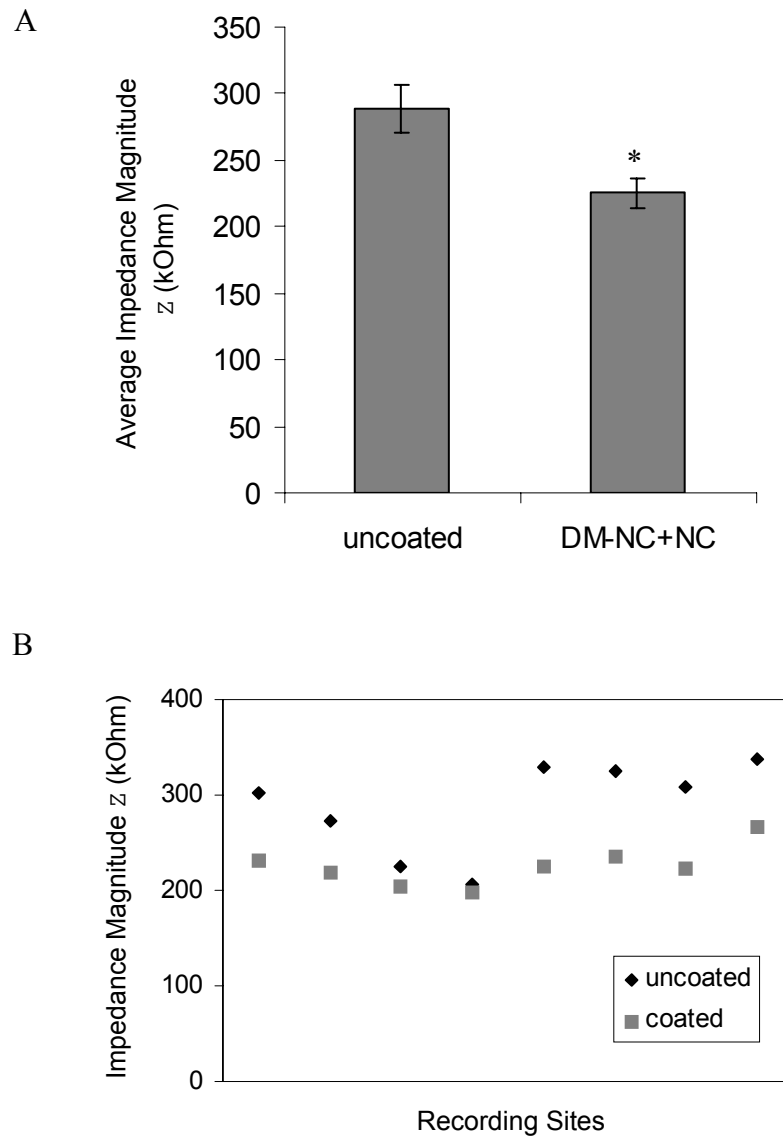 A
Average Impedance Magnitude
z (kOhm)
350
300
250
200
150
100
50
0
*
uncoated DM-NC+NC
B
Impedance Magnitude z (kOhm)
400
300
200
100
0
uncoated
coated
Recording Sites